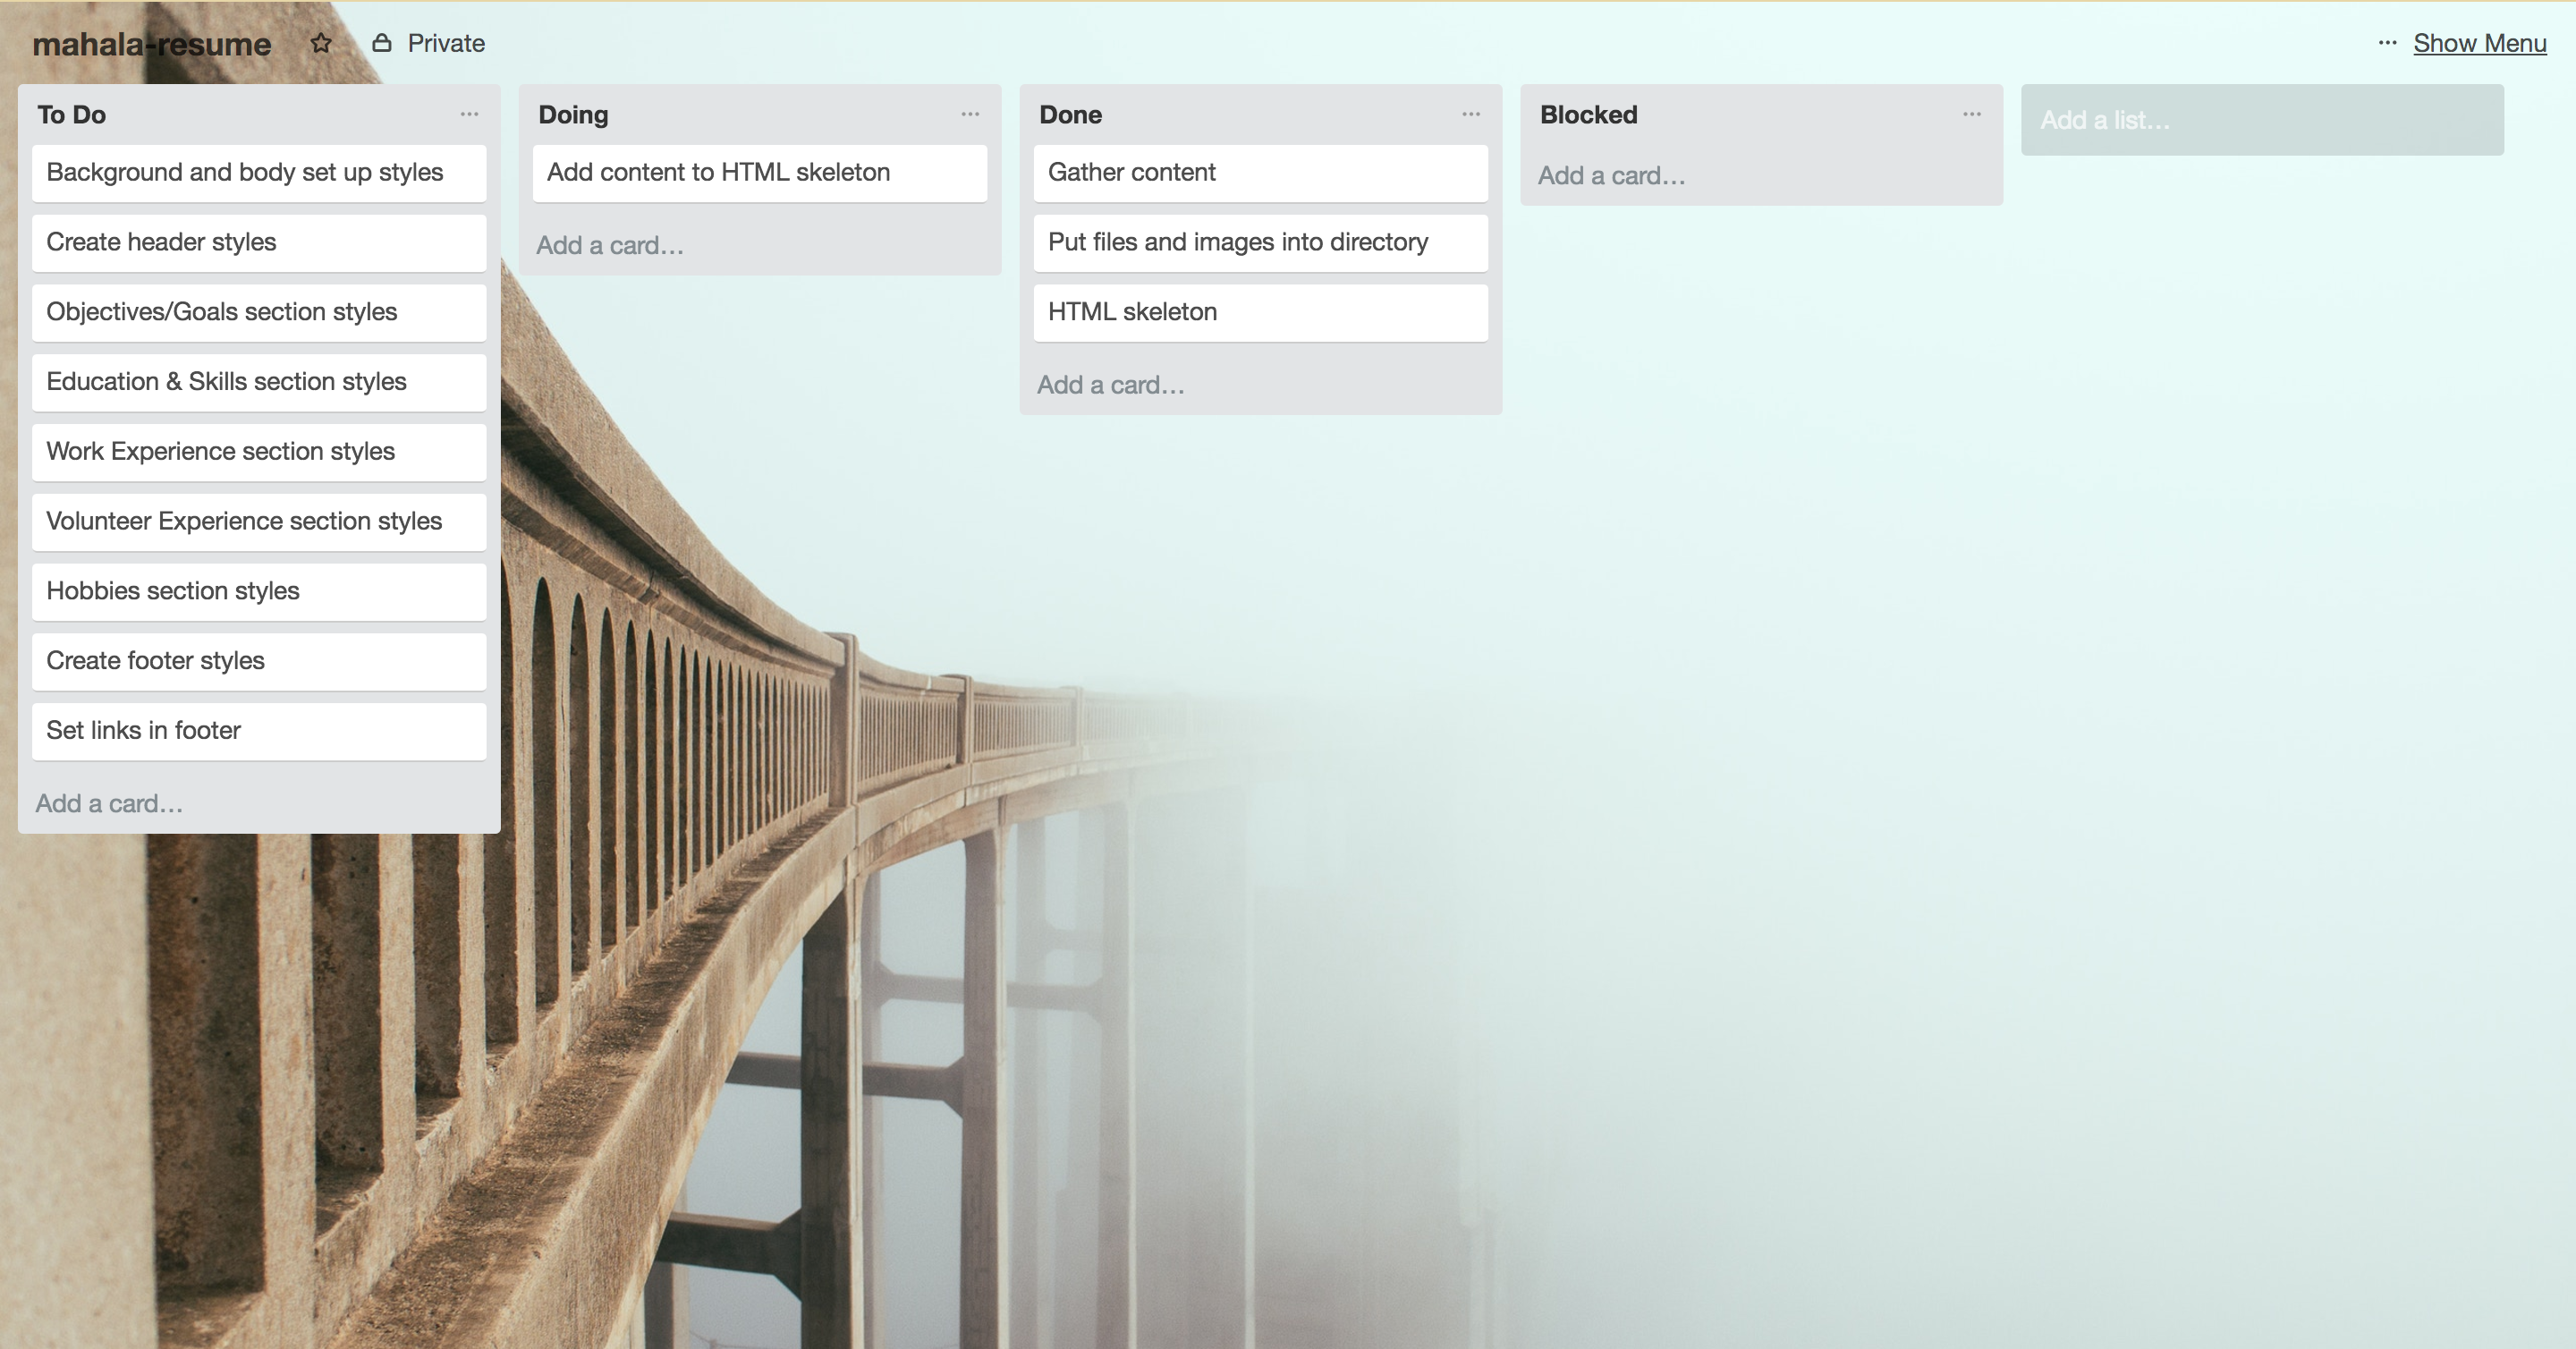 mahala-resume Private ... Show Menu
To Do ...
Background and body set up styles
Create header styles
Objectives/Goals section styles
Education & Skills section styles
Work Experience section styles
Volunteer Experience section styles
Hobbies section styles
Create footer styles
Set links in footer
Add a card...
Doing ...
Add content to HTML skeleton
Add a card...
Done ...
Gather content
Put files and images into directory
HTML skeleton
Add a card...
Blocked ...
Add a card...
Add a list...